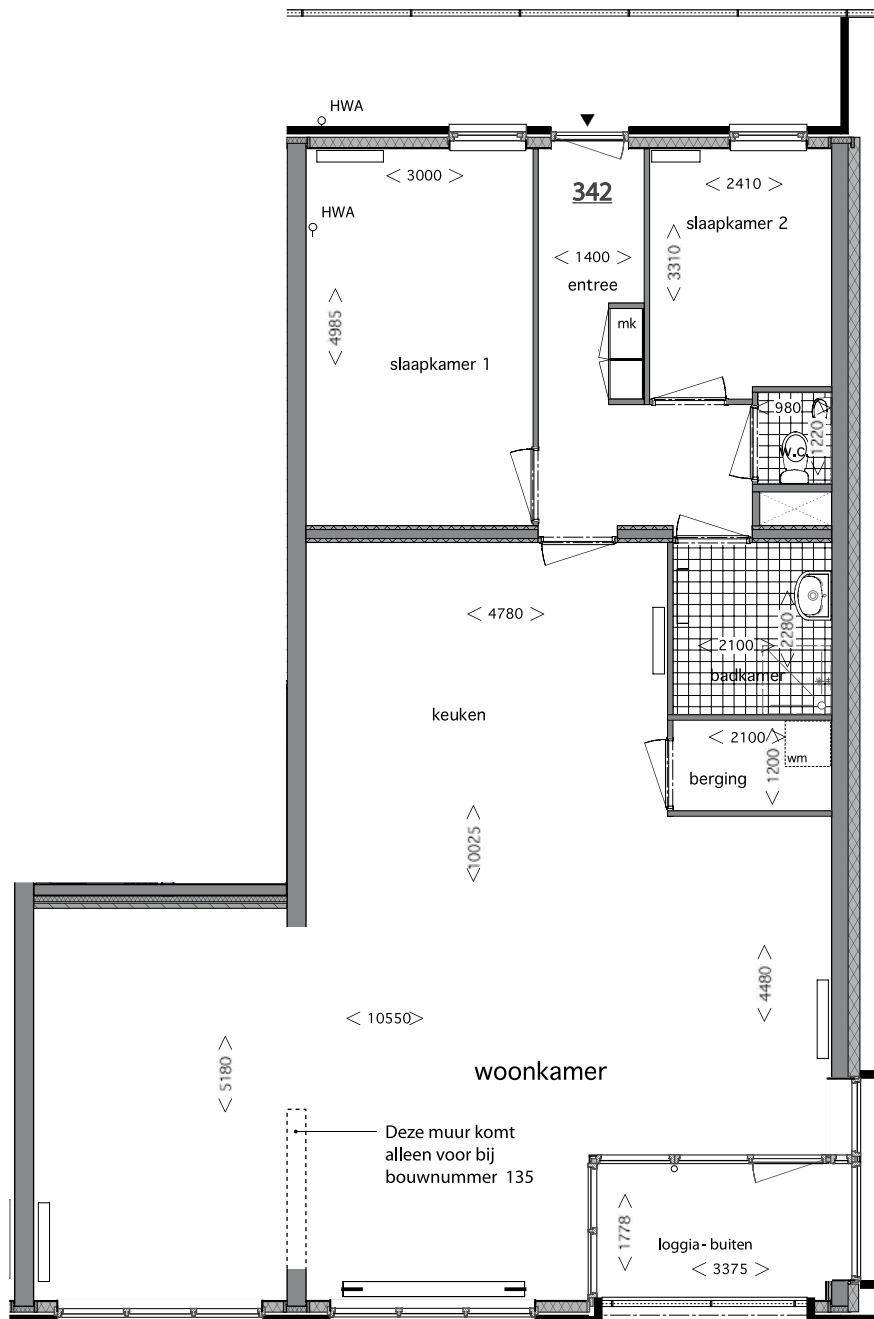 HWA
342
3000
2410
HWA
slaapkamer 2
1400
3310
entree
4985
mk
slaapkamer 1
980
1220
w.c.
4780
2280
2100
badkamer
keuken
2100
1200
wm
berging
10025
4480
10550
5180
woonkamer
Deze muur komt
alleen voor bij
bouwnummer 135
1778
loggia-buiten
3375